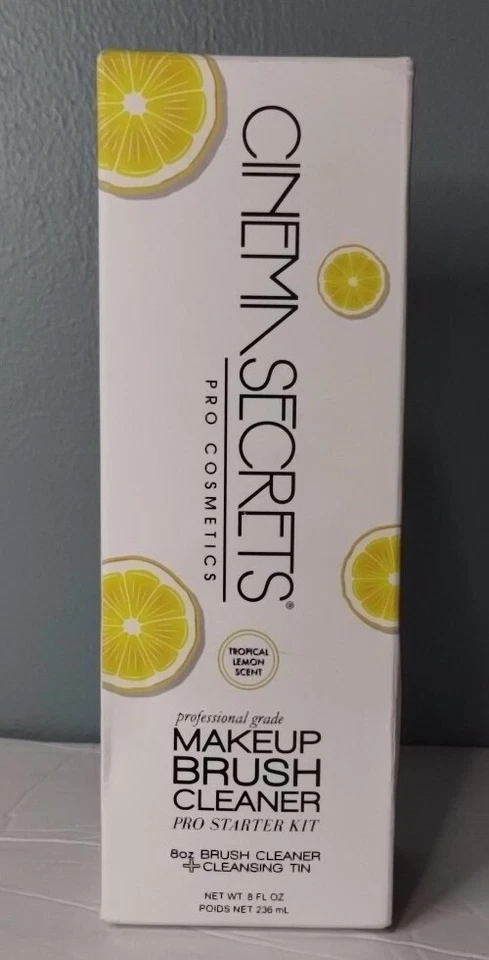 CINEMA SECRETS®
PRO COSMETICS
TROPICAL
LEMON
SCENT
professional grade
MAKEUP
BRUSH
CLEANER
PRO STARTER KIT
8oz BRUSH CLEANER
+CLEANSING TIN
NET WT 8 FL OZ
POIDS NET 236 mL